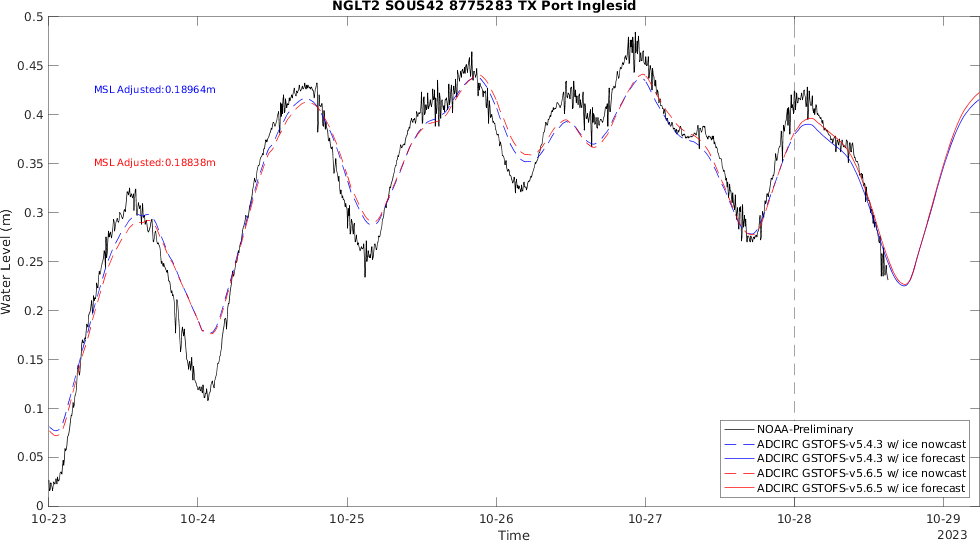 NGLT2 SOUS42 8775283 TX Port Inglesid
0.5
0.45
0.4
0.35
0.3
0.25
0.2
0.15
0.1
0.05
0
Water Level (m)
MSL Adjusted:0.18964m
MSL Adjusted:0.18838m
NOAA-Preliminary
ADCIRC GSTOFS-v5.4.3 w/ ice nowcast
ADCIRC GSTOFS-v5.4.3 w/ ice forecast
ADCIRC GSTOFS-v5.6.5 w/ ice nowcast
ADCIRC GSTOFS-v5.6.5 w/ ice forecast
10-23 10-24 10-25 10-26 10-27 10-28 10-29
Time
2023